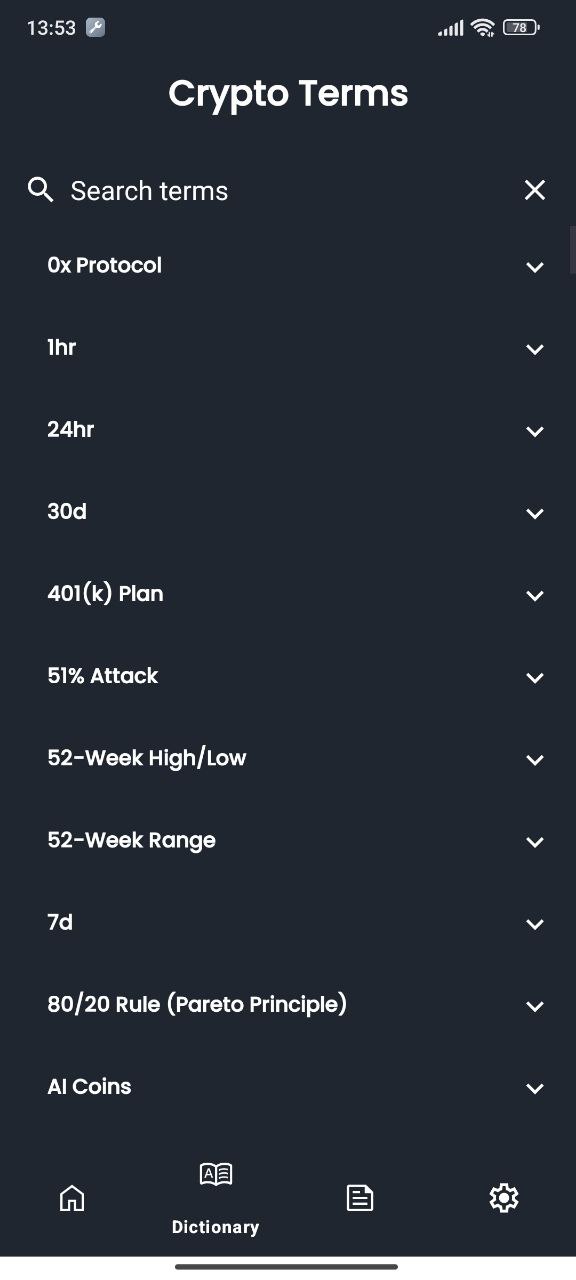 13:53
78
Crypto Terms
Search terms
0x Protocol
1hr
24hr
30d
401(k) Plan
51% Attack
52-Week High/Low
52-Week Range
7d
80/20 Rule (Pareto Principle)
AI Coins
A
Dictionary